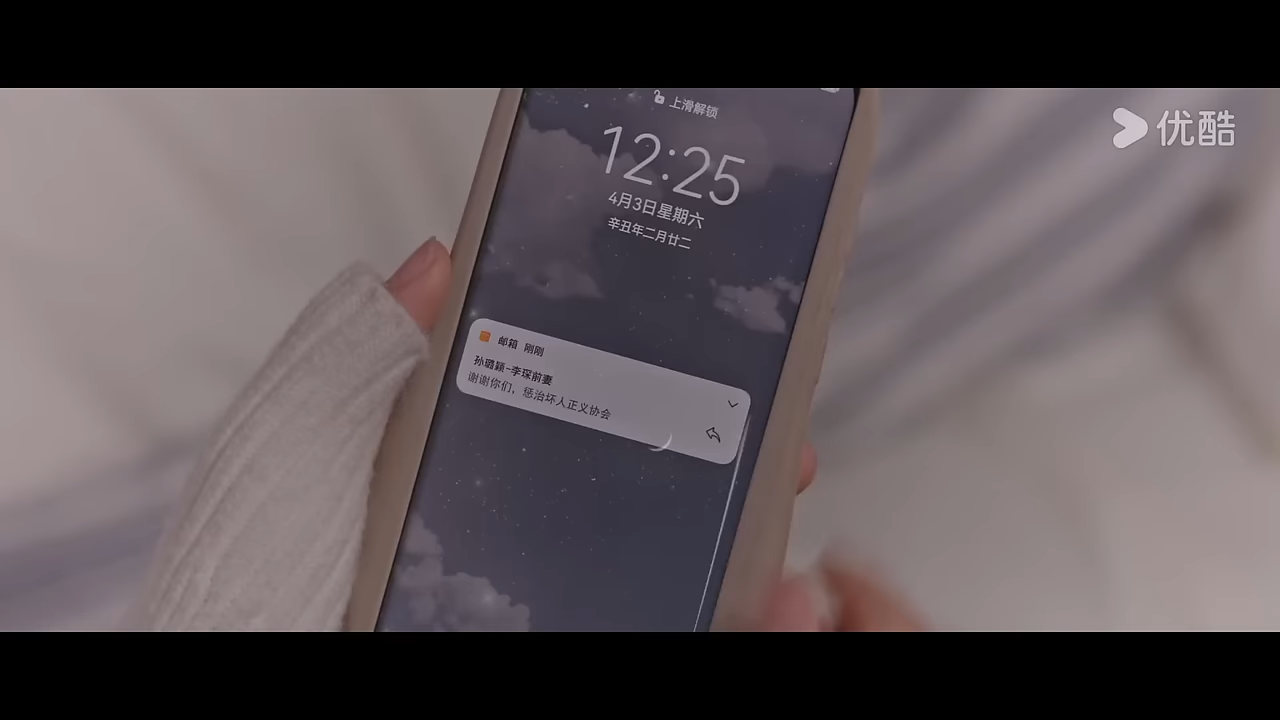 优酷
上滑解锁
12:25
4月3日星期六
辛丑年二月廿二
邮箱 刚刚
孙璐颖-李琛前妻
谢谢你们，惩治坏人正义协会